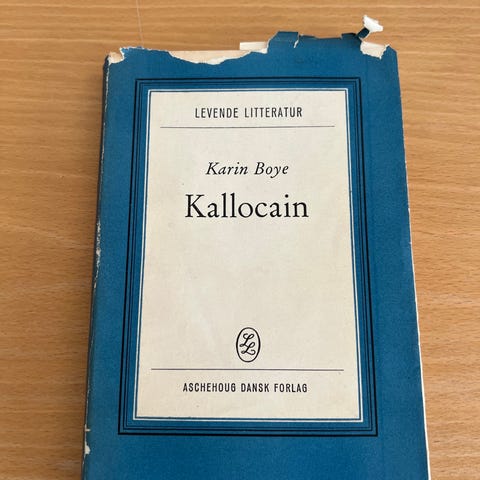 LEVENDE LITTERATUR
Karin Boye
Kallocain
LL
ASCHEHOUG DANSK FORLAG